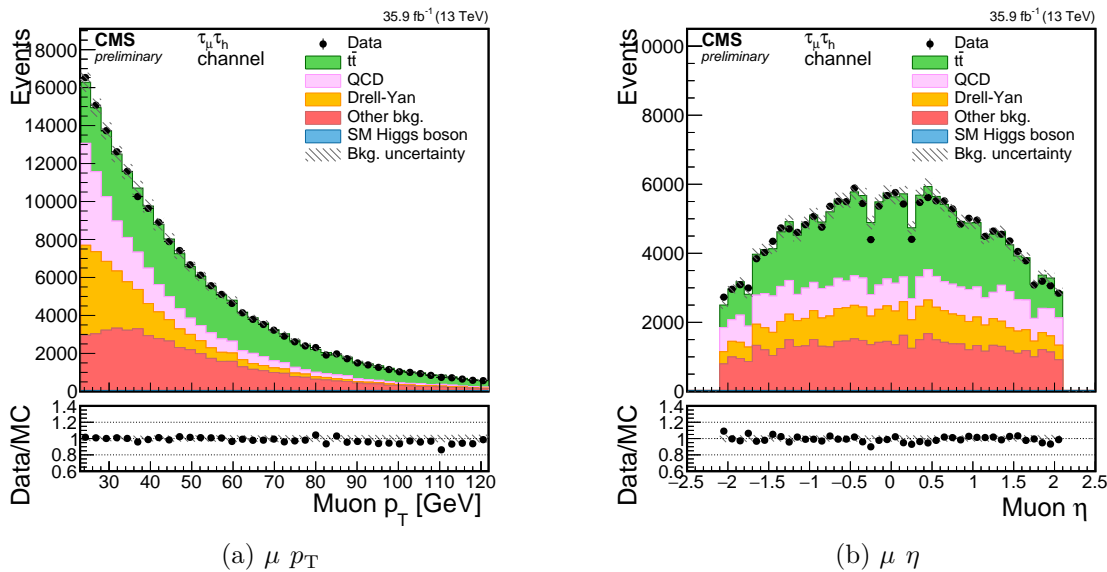 35.9 fb⁻¹ (13 TeV)
Events
18000
16000
14000
12000
10000
8000
6000
4000
2000
0
CMS
preliminary
τ_μτ_h
channel
Data
tt̄
QCD
Drell-Yan
Other bkg.
SM Higgs boson
Bkg. uncertainty
Data/MC
1.4
1.2
1
0.8
0.6
30 40 50 60 70 80 90 100 110 120
Muon p_T [GeV]
(a) μ p_T
35.9 fb⁻¹ (13 TeV)
Events
10000
8000
6000
4000
2000
0
CMS
preliminary
τ_μτ_h
channel
Data
tt̄
QCD
Drell-Yan
Other bkg.
SM Higgs boson
Bkg. uncertainty
Data/MC
1.4
1.2
1
0.8
0.6
−2.5 −2 −1.5 −1 −0.5 0 0.5 1 1.5 2 2.5
Muon η
(b) μ η